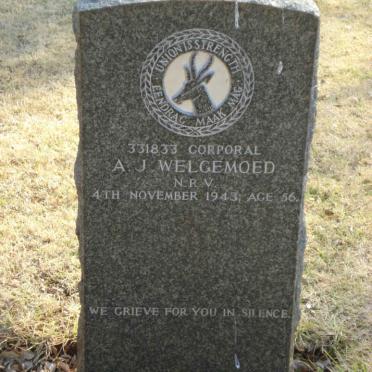 UNION IS STRENGTH
EENDRAG MAAK MAG
331833 CORPORAL
A. J. WELGEMOED
N.R.V.
4TH NOVEMBER 1943, AGE 56.
WE GRIEVE FOR YOU IN SILENCE.